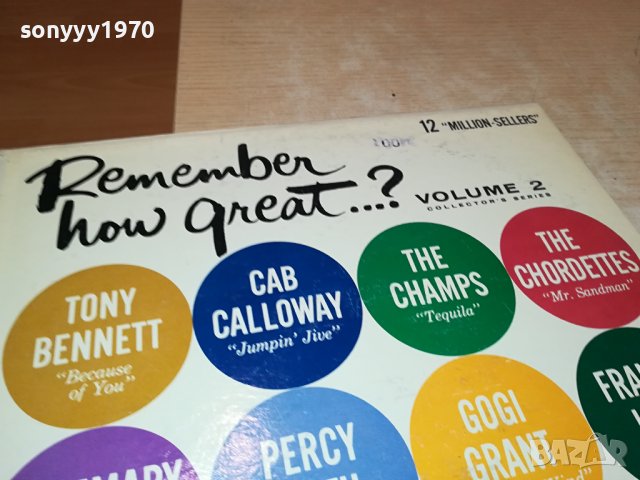 sonyyy1970
12 "MILLION-SELLERS"
Remember
how great...?
VOLUME 2
COLLECTOR'S SERIES
TONY
BENNETT
"Because
of You"
CAB
CALLOWAY
"Jumpin' Jive"
THE
CHAMPS
"Tequila"
THE
CHORDETTES
"Mr. Sandman"
PERCY
GOGI
GRANT
BAZAR